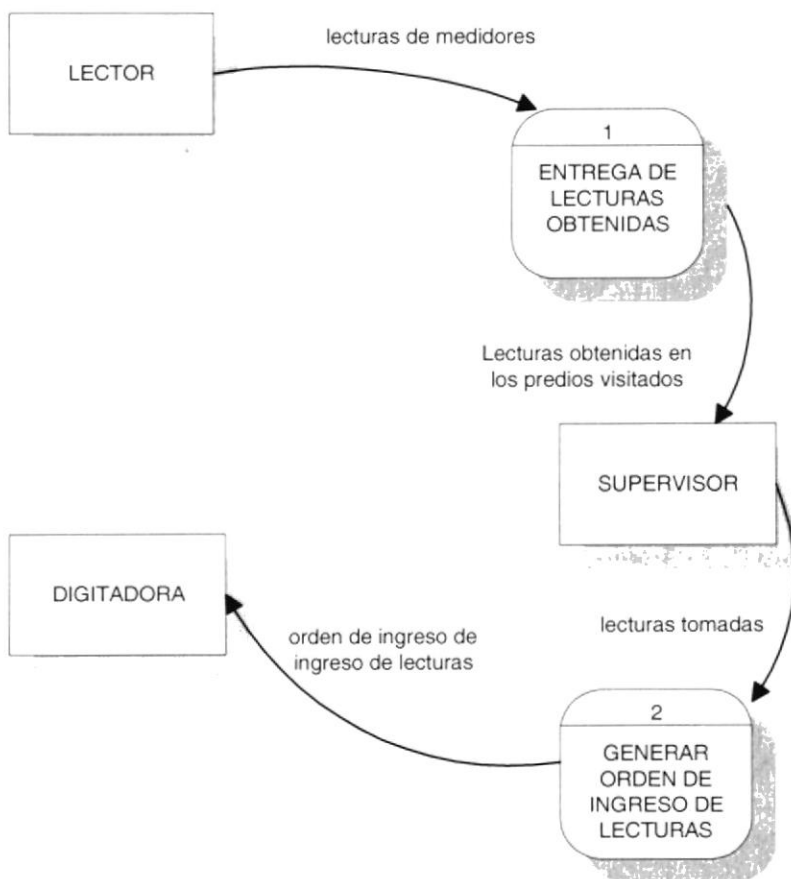 lecturas de medidores
LECTOR
1
ENTREGA DE
LECTURAS
OBTENIDAS
Lecturas obtenidas en
los predios visitados
SUPERVISOR
DIGITADORA
orden de ingreso de
ingreso de lecturas
lecturas tomadas
2
GENERAR
ORDEN DE
INGRESO DE
LECTURAS